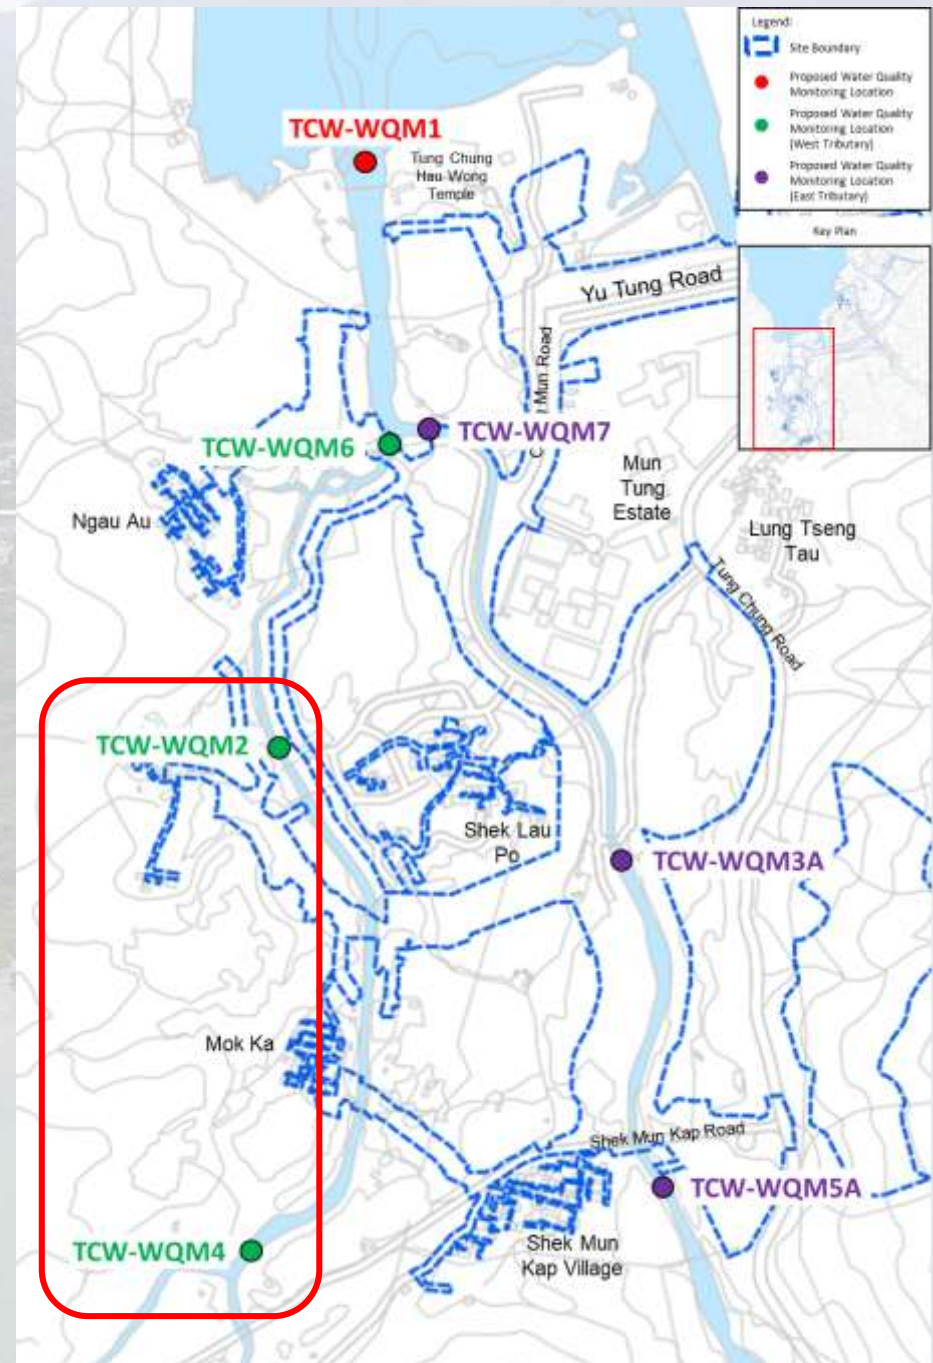 Legend:
Site Boundary
Proposed Water Quality
Monitoring Location
Proposed Water Quality
Monitoring Location
(West Tributary)
Proposed Water Quality
Monitoring Location
(East Tributary)
Key Plan
TCW-WQM1
Tung Chung
Hau Wong
Temple
Yu Tung Road
Mun Road
TCW-WQM6
TCW-WQM7
Mun
Tung
Estate
Ngau Au
Lung Tseng
Tau
Tung Chung Road
TCW-WQM2
Shek Lau
Po
TCW-WQM3A
Mok Ka
Shek Mun Kap Road
TCW-WQM5A
TCW-WQM4
Shek Mun
Kap Village